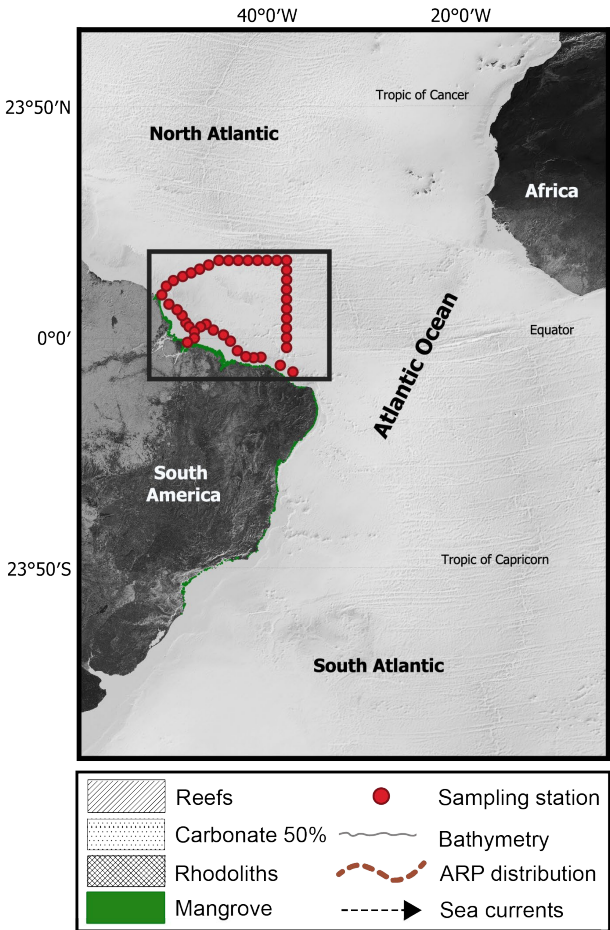 40°0′W 20°0′W
23°50′N
Tropic of Cancer
North Atlantic
Africa
0°0′
Equator
Atlantic Ocean
South
America
23°50′S
Tropic of Capricorn
South Atlantic
Reefs
Carbonate 50%
Rhodoliths
Mangrove
Sampling station
Bathymetry
ARP distribution
Sea currents